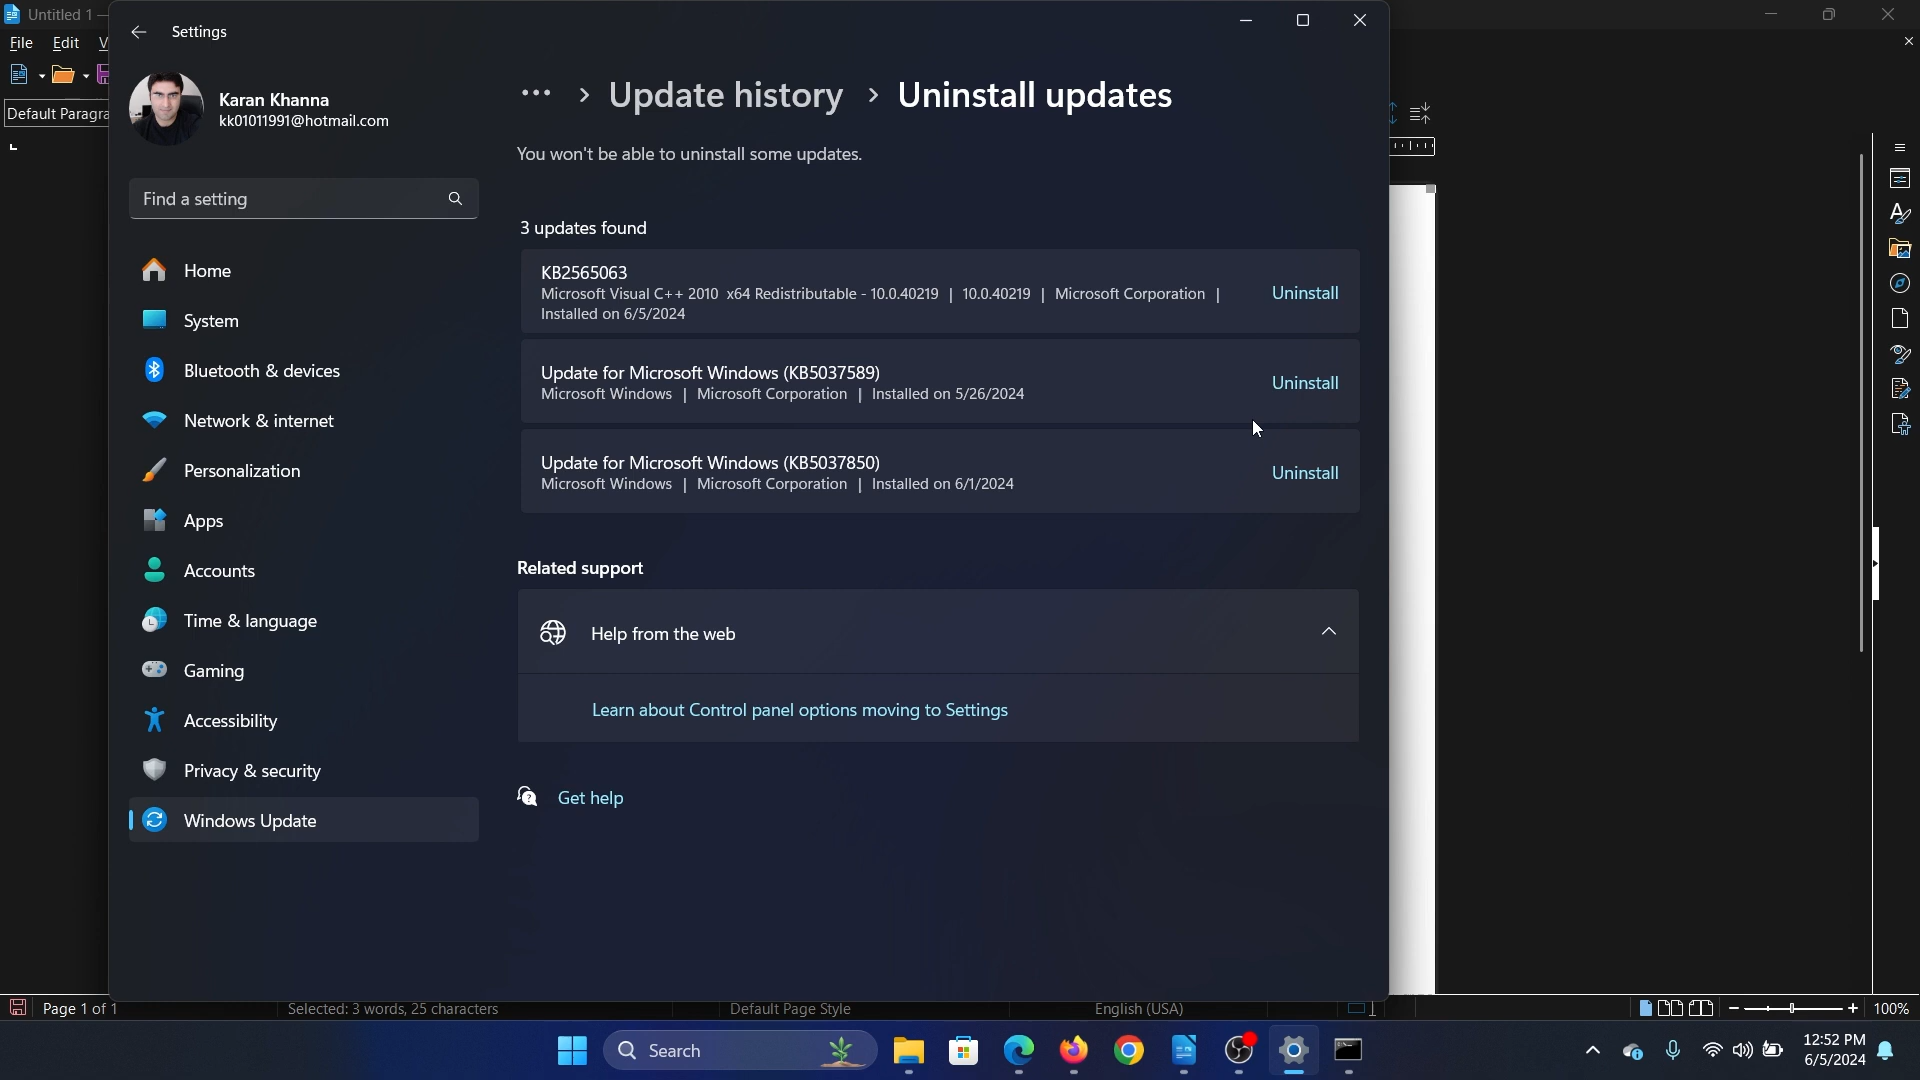 Untitled 1 —
File Edit V
Default Paragra
Settings
Karan Khanna
kk01011991@hotmail.com
Find a setting
Home
System
Bluetooth & devices
Network & internet
Personalization
Apps
Accounts
Time & language
Gaming
Accessibility
Privacy & security
Windows Update
··· > Update history > Uninstall updates
You won't be able to uninstall some updates.
3 updates found
KB2565063
Microsoft Visual C++ 2010 x64 Redistributable - 10.0.40219 | 10.0.40219 | Microsoft Corporation |
Installed on 6/5/2024
Uninstall
Update for Microsoft Windows (KB5037589)
Microsoft Windows | Microsoft Corporation | Installed on 5/26/2024
Uninstall
Update for Microsoft Windows (KB5037850)
Microsoft Windows | Microsoft Corporation | Installed on 6/1/2024
Uninstall
Related support
Help from the web
Learn about Control panel options moving to Settings
Get help
Page 1 of 1 Selected: 3 words, 25 characters Default Page Style English (USA) 100%
Search
12:52 PM
6/5/2024